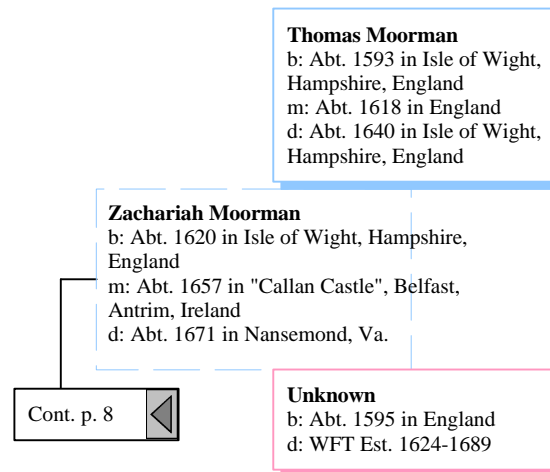 Thomas Moorman
b: Abt. 1593 in Isle of Wight,
Hampshire, England
m: Abt. 1618 in England
d: Abt. 1640 in Isle of Wight,
Hampshire, England
Zachariah Moorman
b: Abt. 1620 in Isle of Wight, Hampshire,
England
m: Abt. 1657 in "Callan Castle", Belfast,
Antrim, Ireland
d: Abt. 1671 in Nansemond, Va.
Cont. p. 8
Unknown
b: Abt. 1595 in England
d: WFT Est. 1624-1689